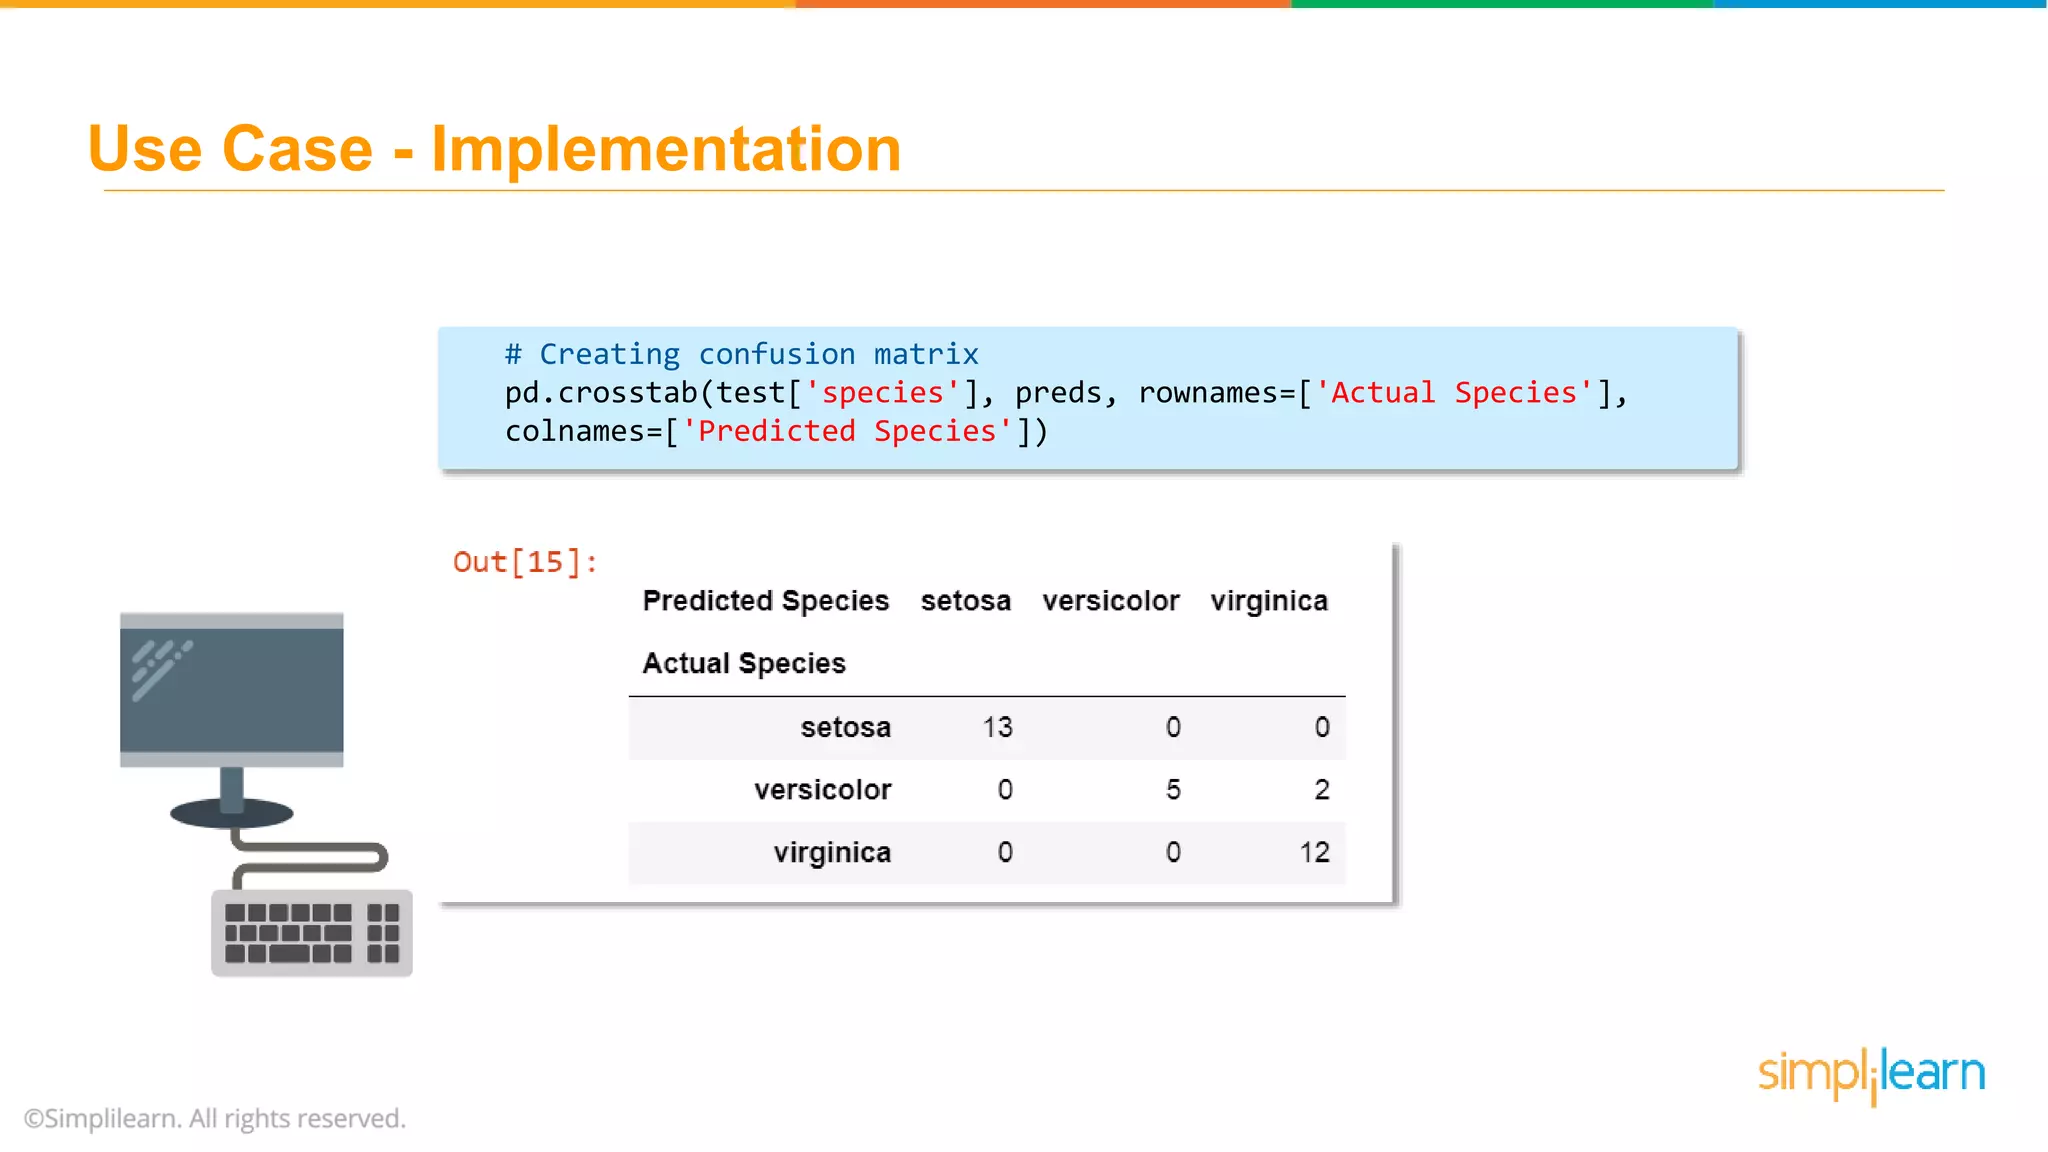 Use Case - Implementation
# Creating confusion matrix
pd.crosstab(test['species'], preds, rownames=['Actual Species'],
colnames=['Predicted Species'])
Out[15]:
Predicted Species setosa versicolor virginica
Actual Species
setosa 13 0 0
versicolor 0 5 2
virginica 0 0 12
simplilearn
©Simplilearn. All rights reserved.